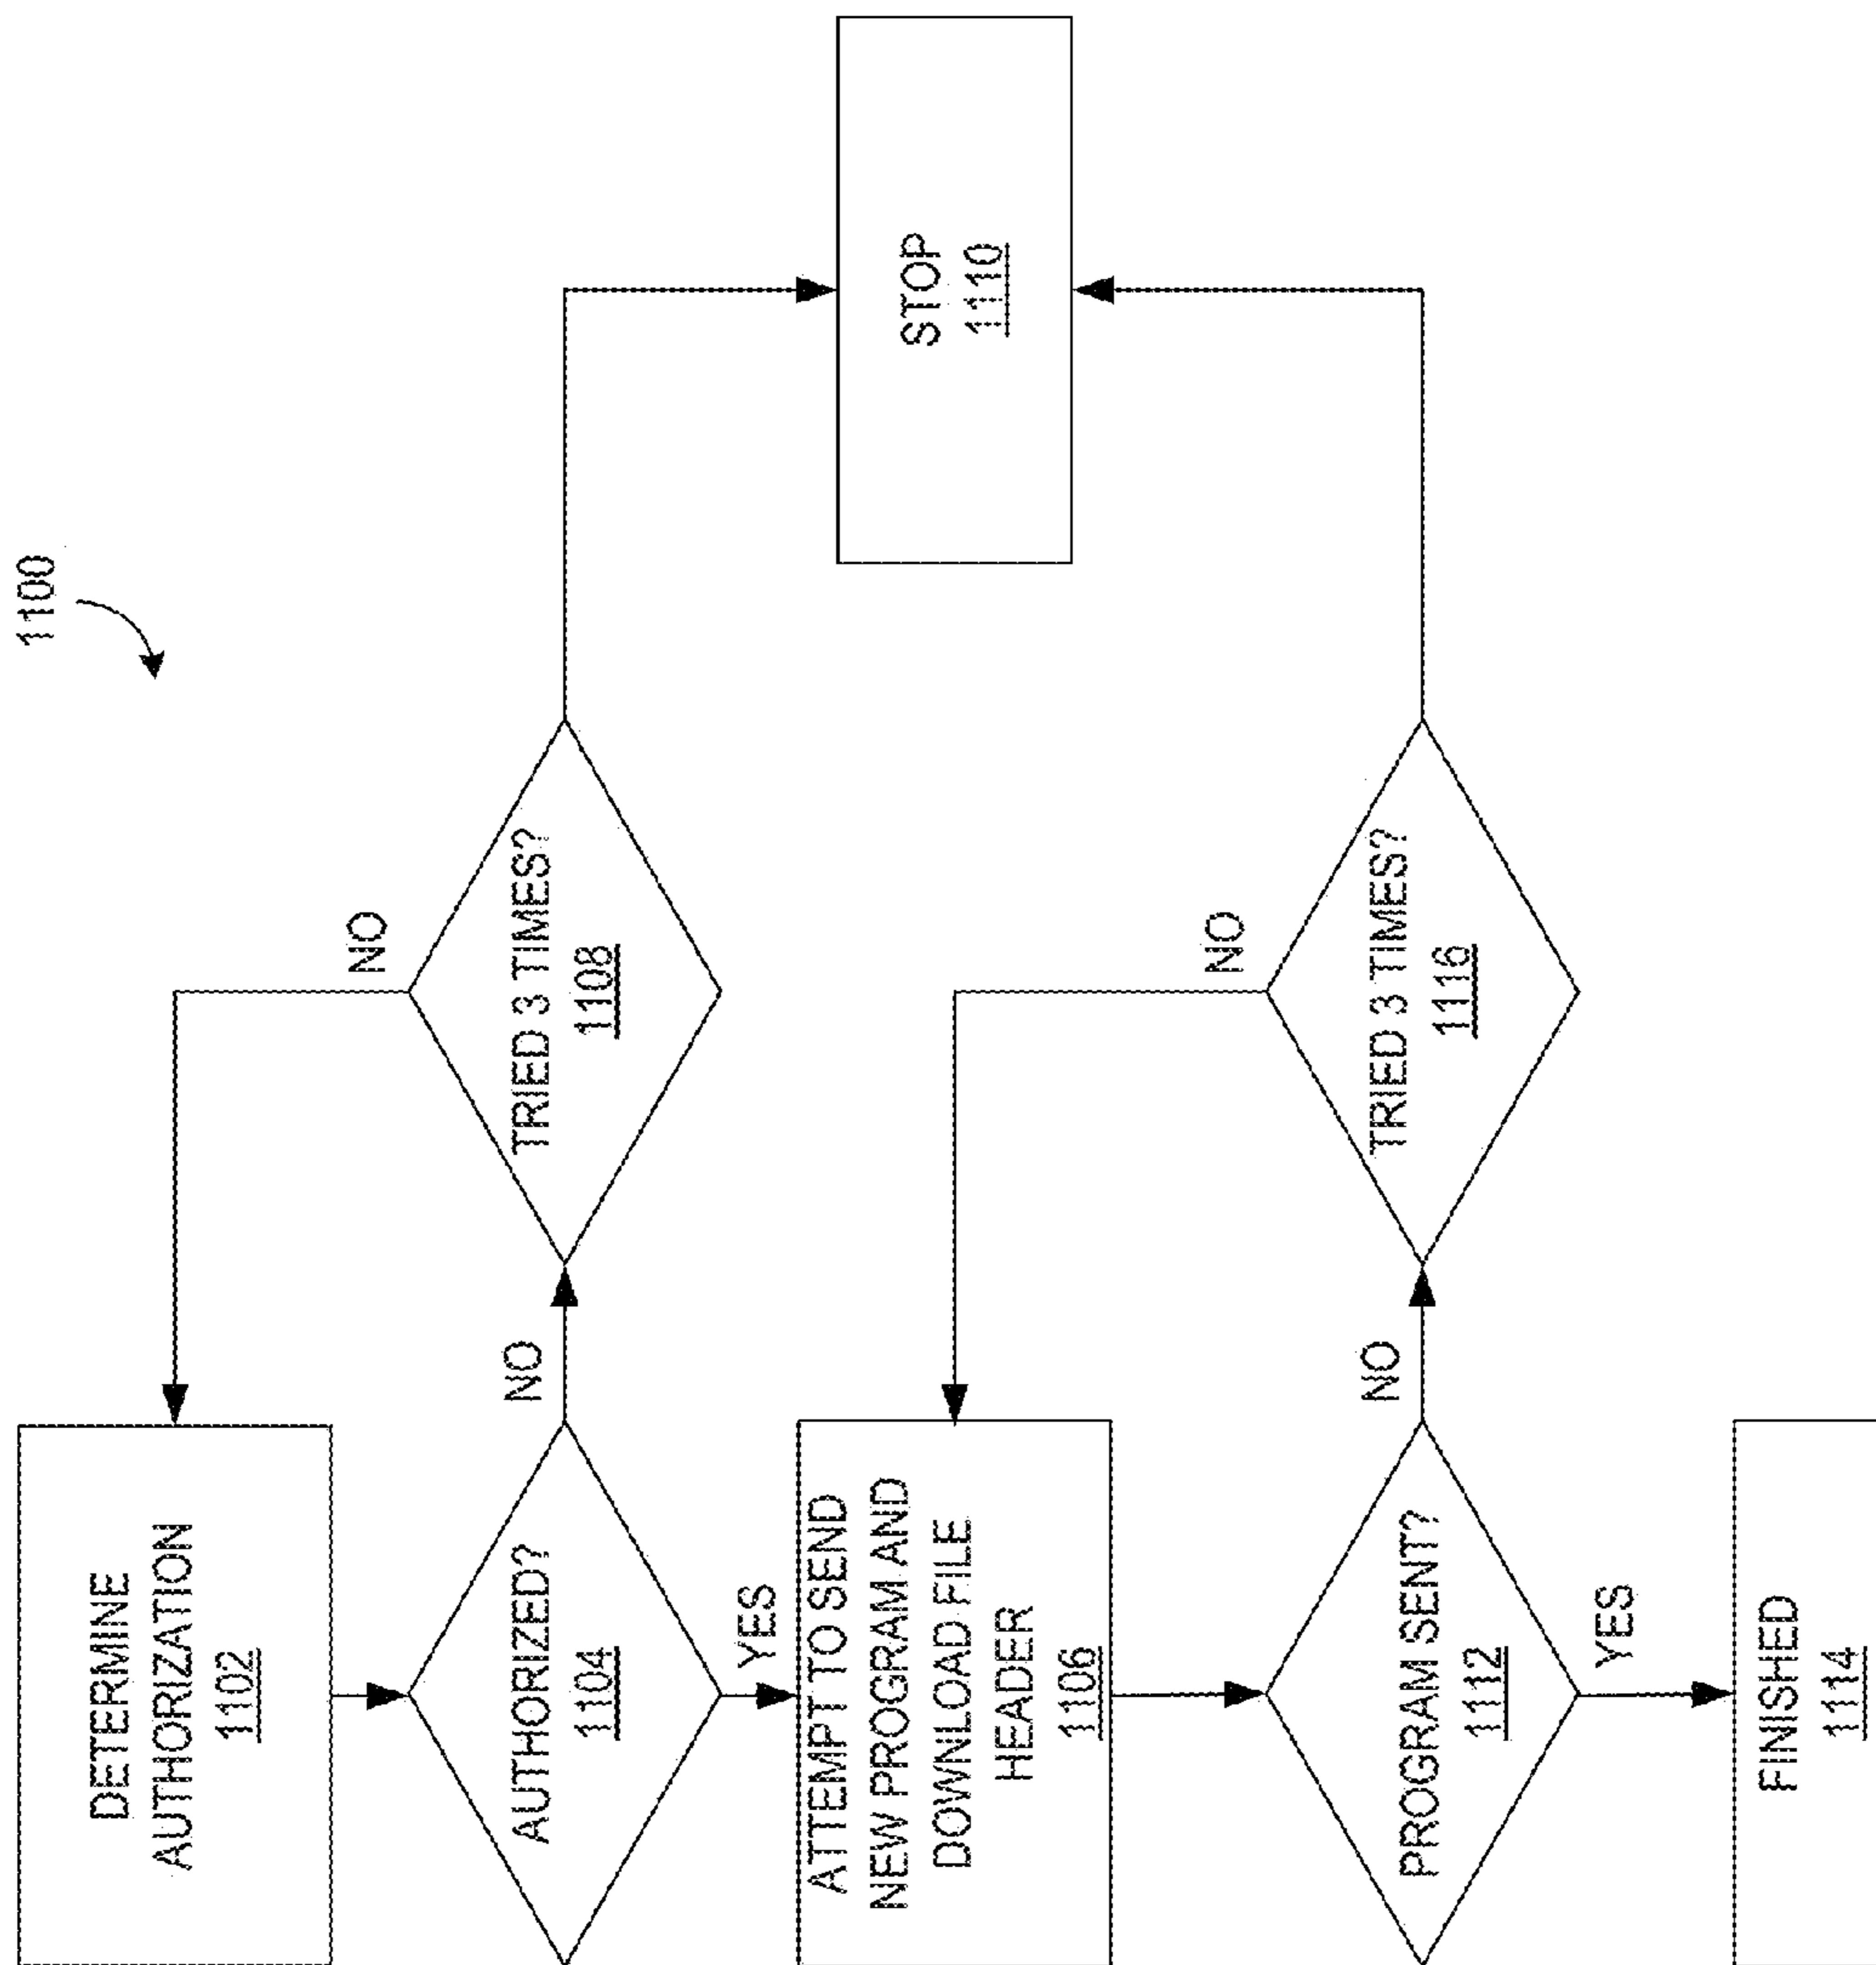 1100
DETERMINE
AUTHORIZATION
1102
AUTHORIZED?
1104
NO
YES
TRIED 3 TIMES?
1108
NO
STOP
1110
ATTEMPT TO SEND
NEW PROGRAM AND
DOWNLOAD FILE
HEADER
1106
PROGRAM SENT?
1112
NO
YES
TRIED 3 TIMES?
1116
NO
FINISHED
1114